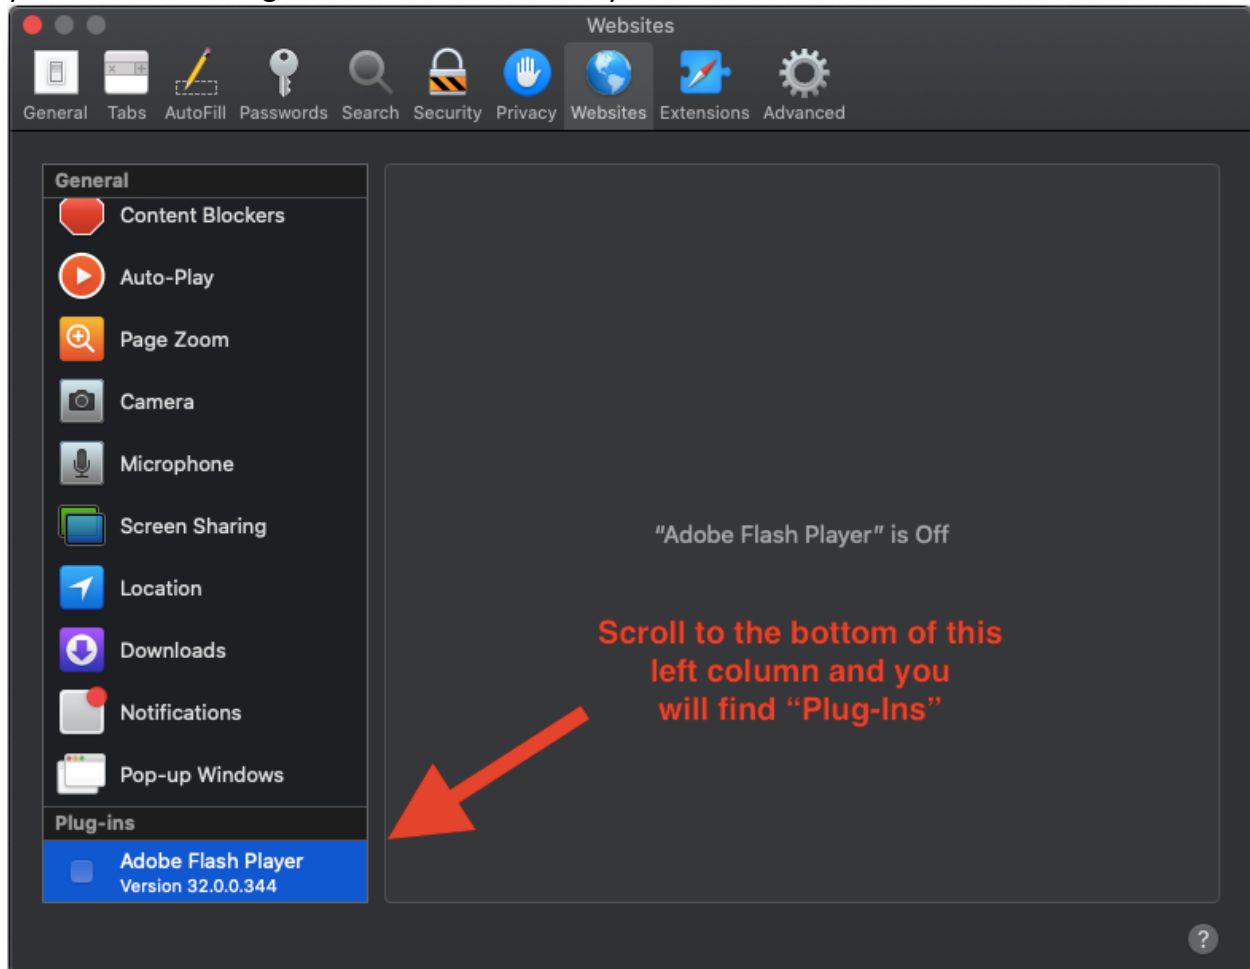 Websites
General Tabs AutoFill Passwords Search Security Privacy Websites Extensions Advanced
General
Content Blockers
Auto-Play
Page Zoom
Camera
Microphone
Screen Sharing
Location
Downloads
Notifications
Pop-up Windows
Plug-ins
Adobe Flash Player
Version 32.0.0.344
"Adobe Flash Player" is Off
Scroll to the bottom of this
left column and you
will find “Plug-Ins”
?